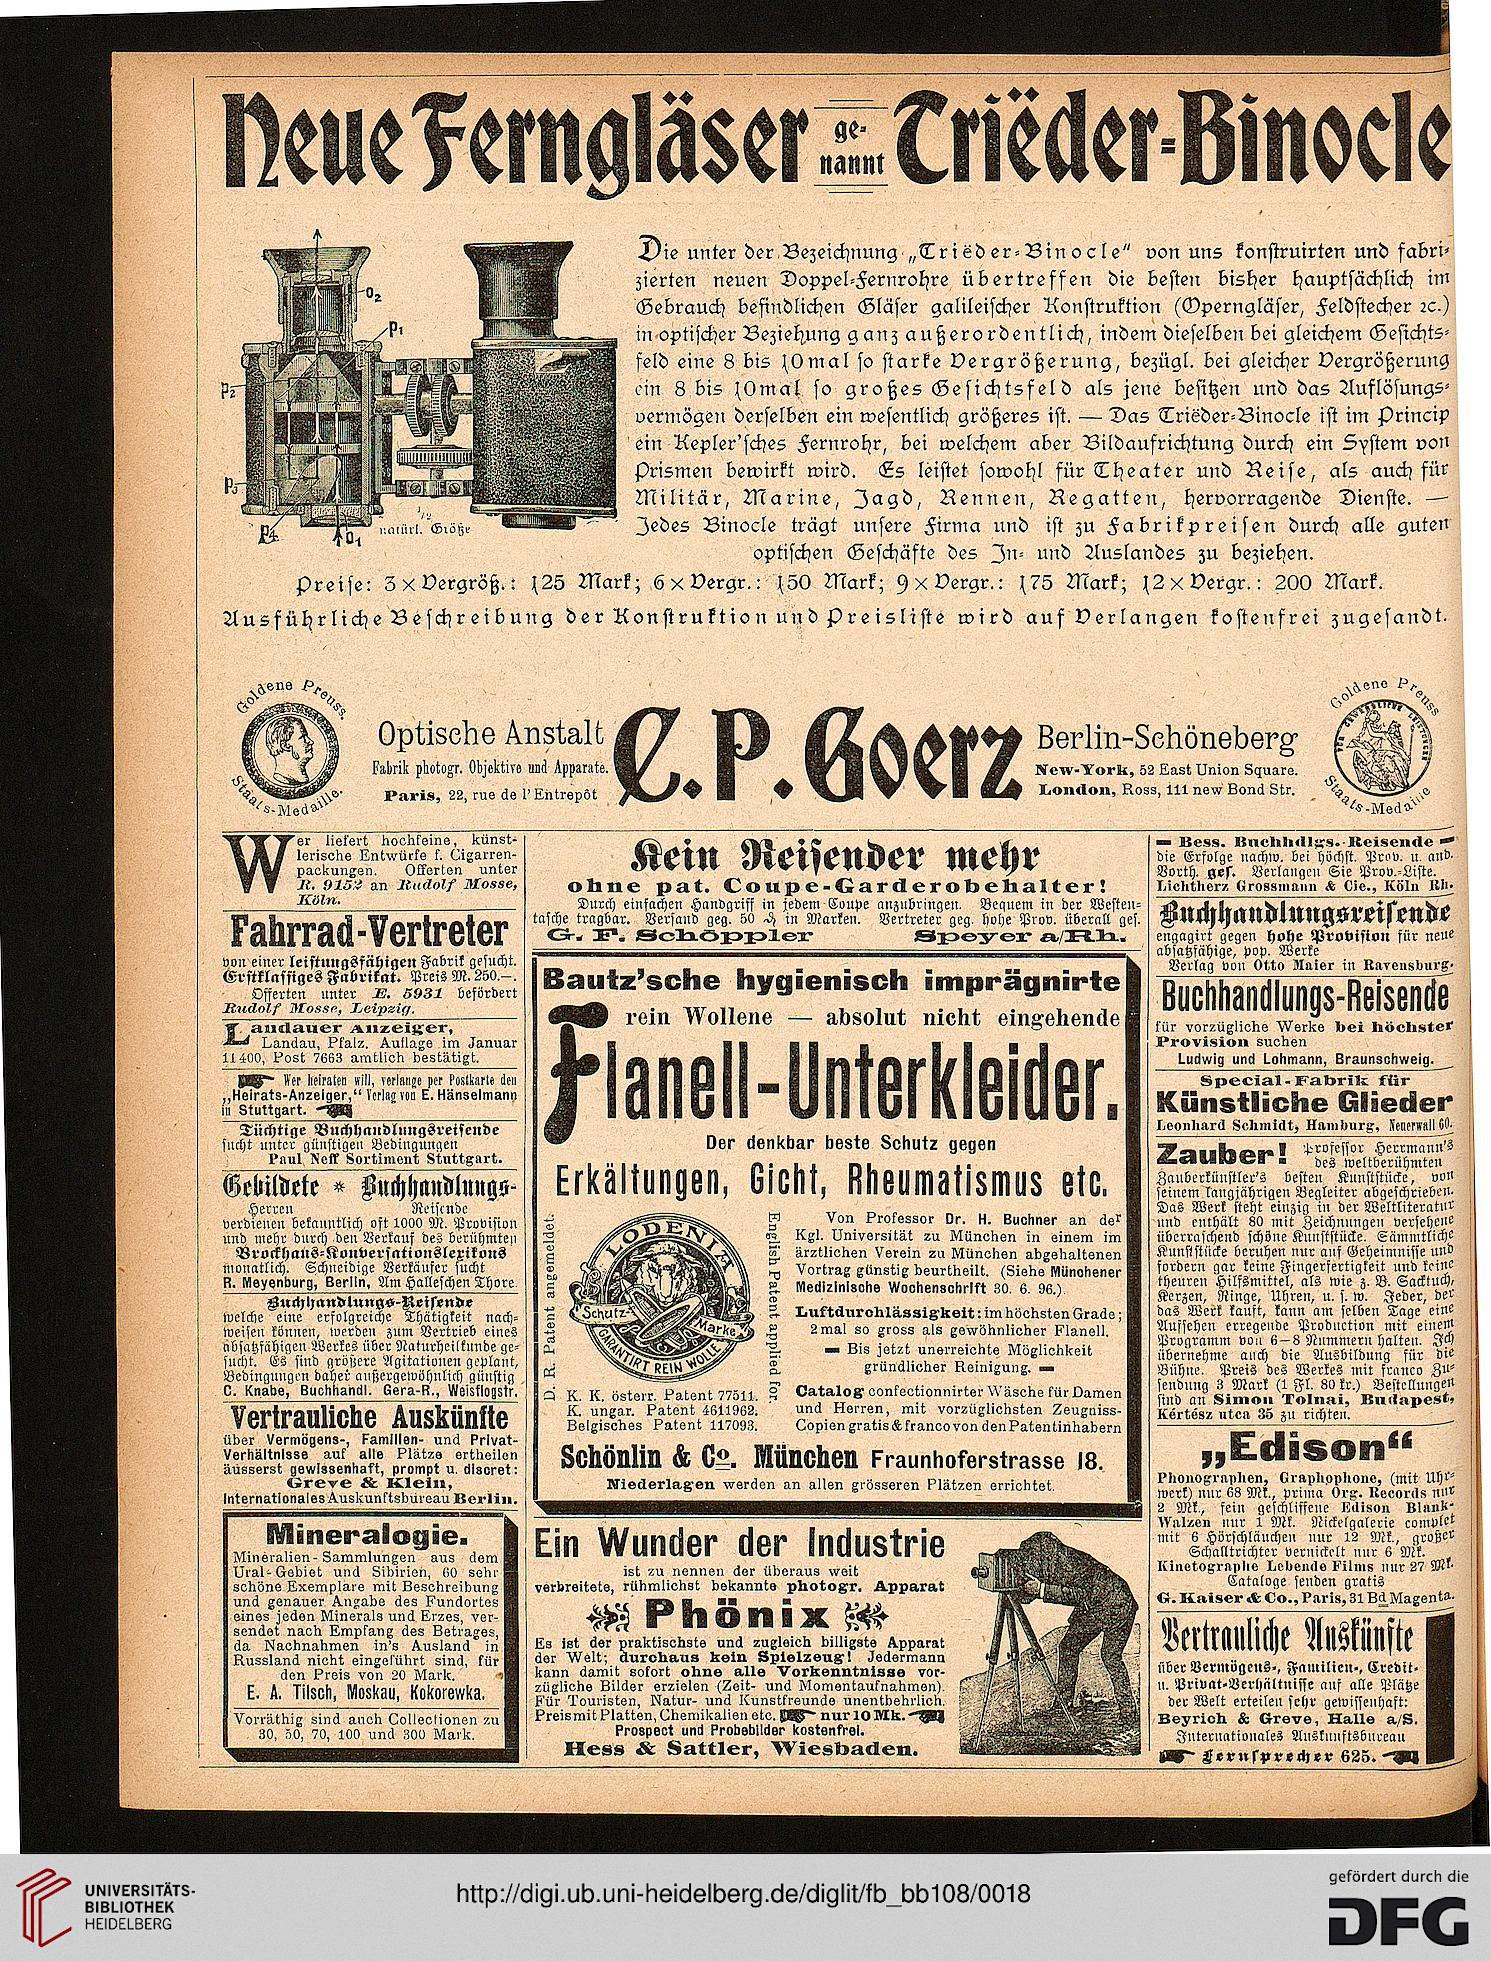 Neue Ferngläser ge-nannt Triëder-Binocle
O2
P1
P2
P3
P4
O1
1/2
natürl. Größe
Die unter der Bezeichnung „Triëder-Binocle" von uns konstruirten und fabri-
zierten neuen Doppel-Fernrohre übertreffen die besten bisher hauptsächlich im
Gebrauch befindlichen Gläser galileischer Konstruktion (Operngläser, Feldstecher ꝛc.)
in optischer Beziehung ganz außerordentlich, indem dieselben bei gleichem Gesichts-
feld eine 8 bis 10mal so starke Vergrößerung, bezügl. bei gleicher Vergrößerung
ein 8 bis 10mal so großes Gesichtsfeld als jene besitzen und das Auflösungs-
vermögen derselben ein wesentlich größeres ist. — Das Triëder-Binocle ist im Princip
ein Kepler'sches Fernrohr, bei welchem aber Bildaufrichtung durch ein System von
Prismen bewirkt wird. Es leistet sowohl für Theater und Reise, als auch für
Militär, Marine, Jagd, Rennen, Regatten, hervorragende Dienste. —
Jedes Binocle trägt unsere Firma und ist zu Fabrikpreisen durch alle guten
optischen Geschäfte des In- und Auslandes zu beziehen.
Preise: 3×Vergröß.: 125 Mark; 6×Vergr.: 150 Mark; 9×Vergr.: 175 Mark; 12×Vergr.: 200 Mark.
Ausführliche Beschreibung der Konstruktion und Preisliste wird auf Verlangen kostenfrei zugesandt.
Goldene Preuss.
Staats-Medaille.
Optische Anstalt
Fabrik photogr. Objektive und Apparate.
Paris, 22, rue de l'Entrepôt
C. P. Goerz
Berlin-Schöneberg
New-York, 52 East Union Square.
London, Ross, 111 new Bond Str.
Goldene Preuss.
Staats-Medaille
Wer liefert hochfeine, künst-
lerische Entwürfe f. Cigarren-
packungen. Offerten unter
R. 9152 an Rudolf Mosse,
Köln.
Fahrrad-Vertreter
von einer leistungsfähigen Fabrik gesucht.
Erstklassiges Fabrikat. Preis M. 250.—.
Offerten unter E. 5931 befördert
Rudolf Mosse, Leipzig.
Landauer Anzeiger,
Landau, Pfalz. Auflage im Januar
11400, Post 7663 amtlich bestätigt.
Wer heiraten will, verlange per Postkarte den
„Heirats-Anzeiger," Verlag von E. Hänselmann
in Stuttgart.
Tüchtige Buchhandlungsreisende
sucht unter günstigen Bedingungen
Paul Neff Sortiment Stuttgart.
Gebildete * Buchhandlungs-
Herren Reisende
verdienen bekanntlich oft 1000 M. Provision
und mehr durch den Verkauf des berühmten
Brockhaus-Konversationslexikons
monatlich. Schneidige Verkäufer sucht
R. Meyenburg, Berlin, Am Halleschen Thore
Buchhandlungs-Reisende
welche eine erfolgreiche Thätigkeit nach-
weisen können, werden zum Vertrieb eines
absatzfähigen Werkes über Naturheilkunde ge-
sucht. Es sind größere Agitationen geplant,
Bedingungen daher außergewöhnlich günstig
C. Knabe, Buchhandl. Gera-R., Weisflogstr.
Vertrauliche Auskünfte
über Vermögens-, Familien- und Privat-
Verhältnisse auf alle Plätze ertheilen
äusserst gewissenhaft, prompt u. discret:
Greve & Klein,
Internationales Auskunftsbureau Berlin.
Mineralogie.
Mineralien-Sammlungen aus dem
Ural-Gebiet und Sibirien, 60 sehr
schöne Exemplare mit Beschreibung
und genauer Angabe des Fundortes
eines jeden Minerals und Erzes, ver-
sendet nach Empfang des Betrages,
da Nachnahmen in's Ausland in
Russland nicht eingeführt sind, für
den Preis von 20 Mark.
E. A. Tilsch, Moskau, Kokorewka.
Vorräthig sind auch Collectionen zu
30, 50, 70, 100 und 300 Mark.
Kein Reisender mehr
ohne pat. Coupe-Garderobehalter!
Durch einfachen Handgriff in jedem Coupe anzubringen. Bequem in der Westen-
tasche tragbar. Versand geg. 50 ₰ in Marken. Vertreter geg. hohe Prov. überall ges.
G. F. Schöppler Speyer a/Rh.
Bautz'sche hygienisch imprägnirte
rein Wollene — absolut nicht eingehende
Flanell-Unterkleider.
Der denkbar beste Schutz gegen
Erkältungen, Gicht, Rheumatismus etc.
D. R. Patent angemeldet.
LODENIA
Schutz-Marke
GARANTIRT REIN WOLLE
English Patent applied for.
K. K. österr. Patent 77511.
K. ungar. Patent 4611962.
Belgisches Patent 117093.
Von Professor Dr. H. Buchner an der
Kgl. Universität zu München in einem im
ärztlichen Verein zu München abgehaltenen
Vortrag günstig beurtheilt. (Siehe Münchener
Medizinische Wochenschrift 30. 6. 96.)
Luftdurchlässigkeit: im höchsten Grade;
2mal so gross als gewöhnlicher Flanell.
Bis jetzt unerreichte Möglichkeit
gründlicher Reinigung.
Catalog confectionnirter Wäsche für Damen
und Herren, mit vorzüglichsten Zeugniss-
Copien gratis & franco von den Patentinhabern
Schönlin & Co. München Fraunhoferstrasse 18.
Niederlagen werden an allen grösseren Plätzen errichtet.
Ein Wunder der Industrie
ist zu nennen der überaus weit
verbreitete, rühmlichst bekannte photogr. Apparat
Phönix
Es ist der praktischste und zugleich billigste Apparat
der Welt; durchaus kein Spielzeug! Jedermann
kann damit sofort ohne alle Vorkenntnisse vor-
zügliche Bilder erzielen (Zeit- und Momentaufnahmen).
Für Touristen, Natur- und Kunstfreunde unentbehrlich.
Preis mit Platten, Chemikalien etc. nur 10 Mk.
Prospect und Probebilder kostenfrei.
Hess & Sattler, Wiesbaden.
Bess. Buchhdlgs.-Reisende
die Erfolge nachw. bei höchst. Prov. u. and.
Vorth. ges. Verlangen Sie Prov.-Liste.
Lichtherz Grossmann & Cie., Köln Rh.
Buchhandlungsreisende
engagirt gegen hohe Provision für neue
absatzfähige, pop. Werke
Verlag von Otto Maier in Ravensburg.
Buchhandlungs-Reisende
für vorzügliche Werke bei höchster
Provision suchen
Ludwig und Lohmann, Braunschweig.
Special-Fabrik für
Künstliche Glieder
Leonhard Schmidt, Hamburg, Neuerwall 60.
Zauber! Professor Herrmann's
des weltberühmten
Zauberkünstler's besten Kunststücke, von
seinem langjährigen Begleiter abgeschrieben.
Das Werk steht einzig in der Weltliteratur
und enthält 80 mit Zeichnungen versehene
überraschend schöne Kunststücke. Sämmtliche
Kunststücke beruhen nur auf Geheimnisse und
fordern gar keine Fingerfertigkeit und keine
theuren Hilfsmittel, als wie z. B. Sacktuch,
Kerzen, Ringe, Uhren, u. s. w. Jeder, der
das Werk kauft, kann am selben Tage eine
Aufsehen erregende Production mit einem
Programm von 6—8 Nummern halten. Ich
übernehme auch die Ausbildung für die
Bühne. Preis des Werkes mit franco Zu-
sendung 3 Mark (1 Fl. 80 kr.) Bestellungen
sind an Simon Tolnai, Budapest,
Kértész utca 35 zu richten.
„Edison"
Phonographen, Graphophone, (mit Uhr-
werk) nur 68 Mk., prima Org. Records nur
2 Mk., fein geschliffene Edison Blank-
Walzen nur 1 Mk. Nickelgalerie complet
mit 6 Hörschläuchen nur 12 Mk., großer
Schalltrichter vernickelt nur 6 Mk.
Kinetographe Lebende Films nur 27 Mk.
Cataloge senden gratis
G. Kaiser & Co., Paris, 31 Bd Magenta.
Vertrauliche Auskünfte
über Vermögens-, Familien-, Credit-
u. Privat-Verhältnisse auf alle Plätze
der Welt erteilen sehr gewissenhaft:
Beyrich & Greve, Halle a/S.
Internationales Auskunftsbureau
Fernsprecher 625.
UNIVERSITÄTS-
BIBLIOTHEK
HEIDELBERG
http://digi.ub.uni-heidelberg.de/diglit/fb_bb108/0018
gefördert durch die
DFG